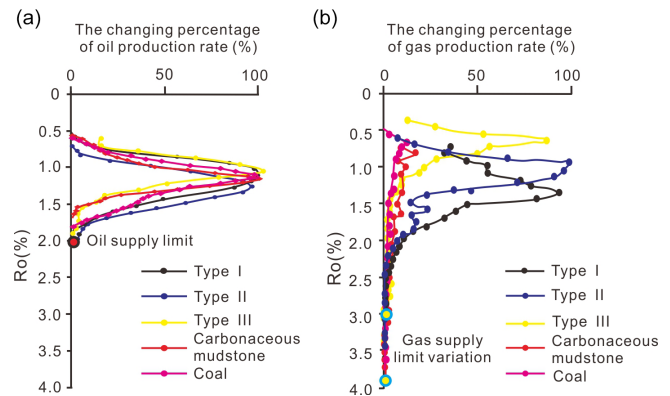 (a)
The changing percentage
of oil production rate (%)
0 50 100
0
0.5
1.0
1.5
2.0
2.5
3.0
3.5
4.0
Ro(%)
Oil supply limit
Type I
Type II
Type III
Carbonaceous
mudstone
Coal
(b)
The changing percentage
of gas production rate (%)
0 50 100
0
0.5
1.0
1.5
2.0
2.5
3.0
3.5
4.0
Ro(%)
Gas supply
limit variation
Type I
Type II
Type III
Carbonaceous
mudstone
Coal